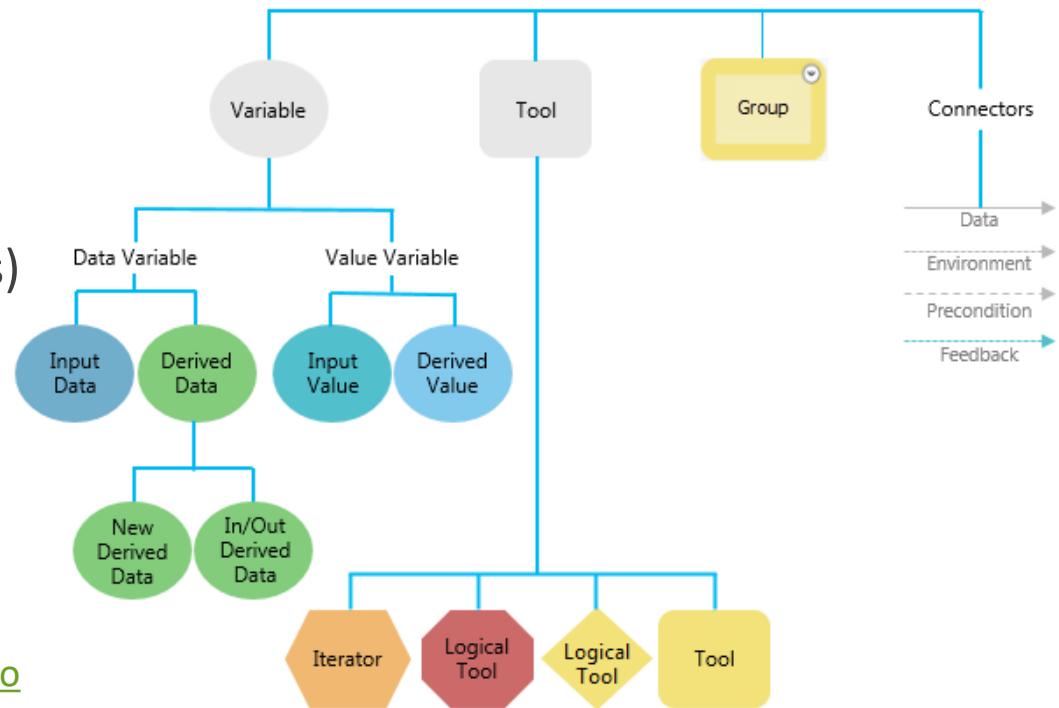 Variable
Tool
Group
Connectors
Data
Environment
Precondition
Feedback
s)
Data Variable
Value Variable
Input
Data
Derived
Data
Input
Value
Derived
Value
New
Derived
Data
In/Out
Derived
Data
Iterator
Logical
Tool
Logical
Tool
Tool
o